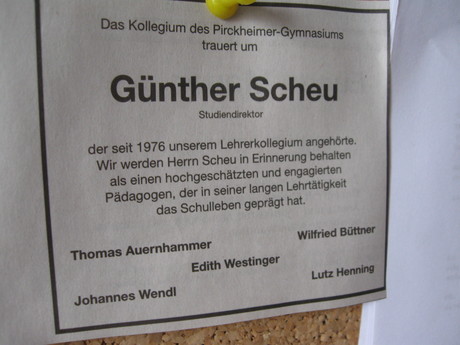 Das Kollegium des Pirckheimer-Gymnasiums
trauert um
Günther Scheu
Studiendirektor
der seit 1976 unserem Lehrerkollegium angehörte.
Wir werden Herrn Scheu in Erinnerung behalten
als einen hochgeschätzten und engagierten
Pädagogen, der in seiner langen Lehrtätigkeit
das Schulleben geprägt hat.
Thomas Auernhammer
Wilfried Büttner
Edith Westinger
Johannes Wendl
Lutz Henning